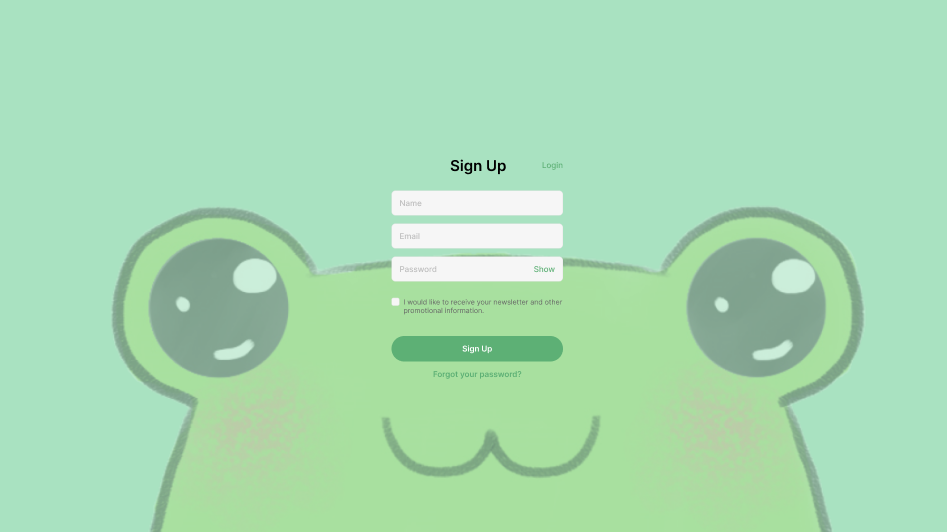 Sign Up
Login
Name
Email
Password
Show
I would like to receive your newsletter and other
promotional information.
Sign Up
Forgot your password?